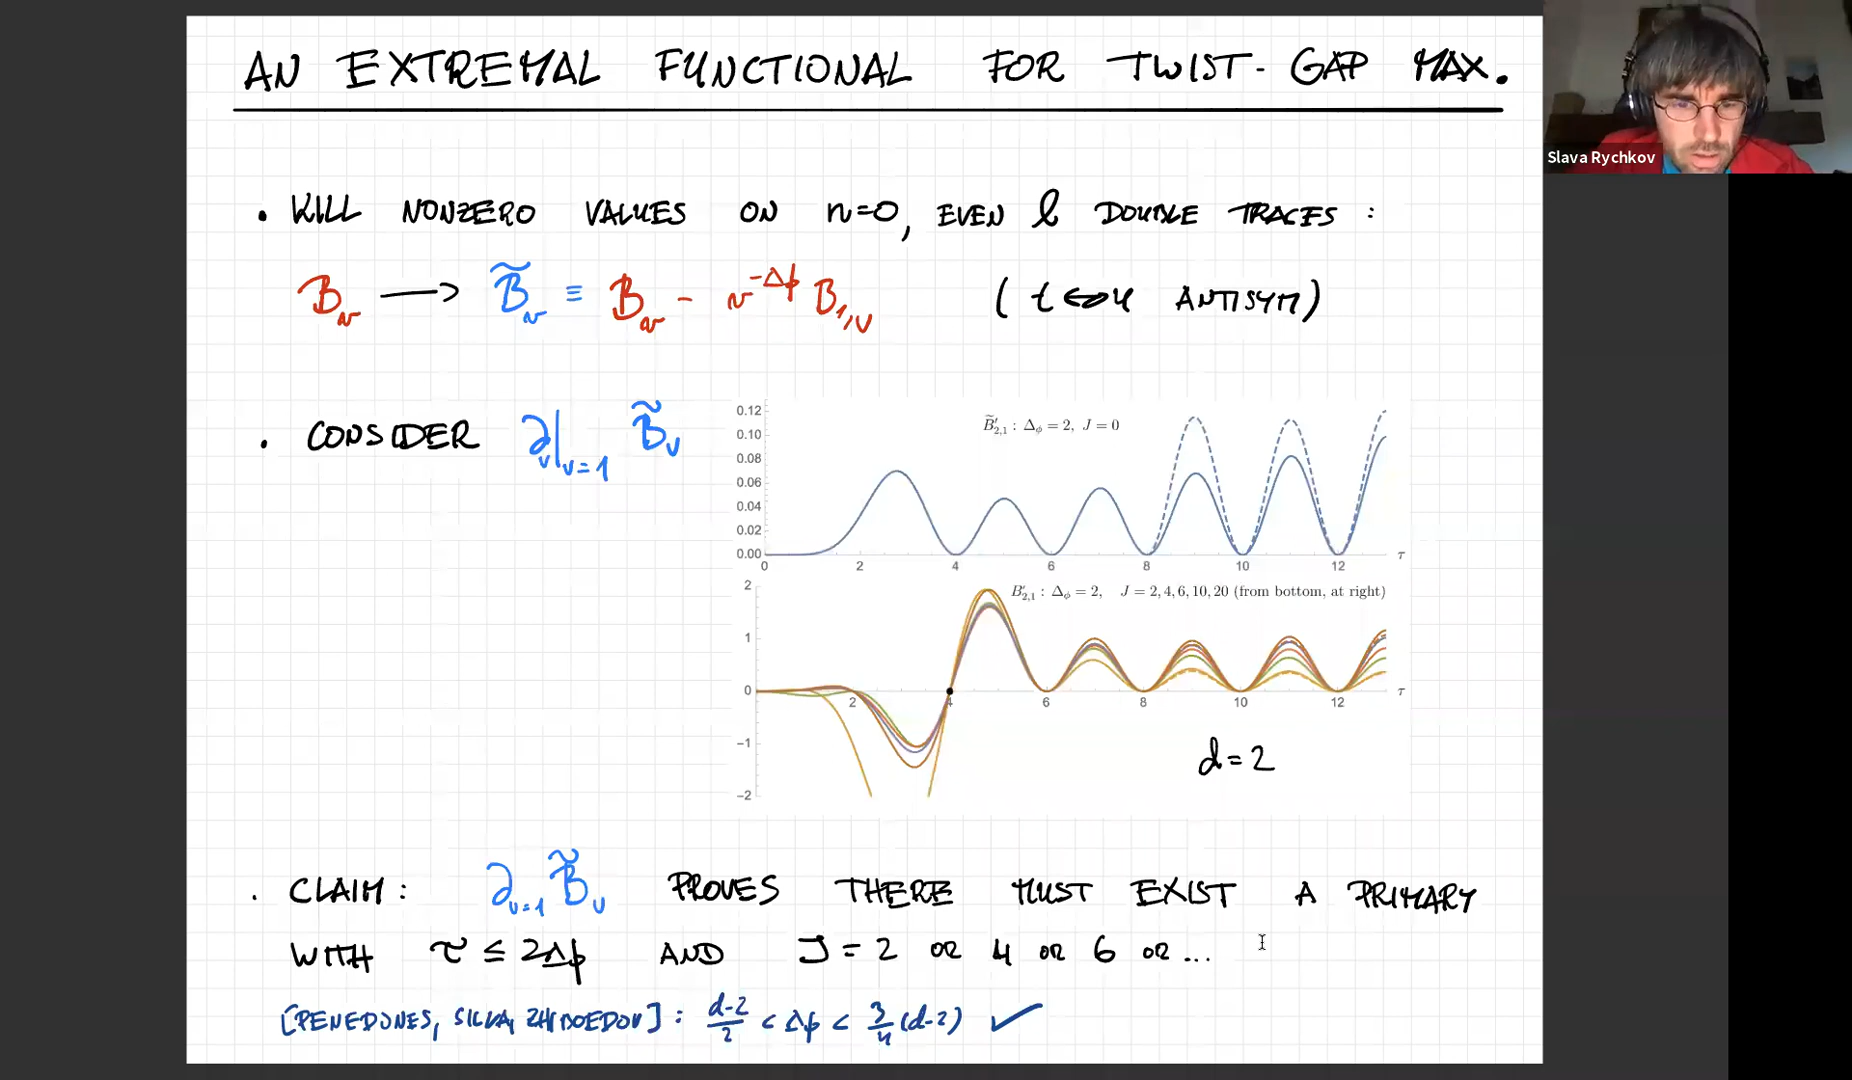 AN EXTREMAL FUNCTIONAL FOR TWIST-GAP MAX.
Slava Rychkov
• KILL NONZERO VALUES ON n=0, EVEN ℓ DOUBLE TRACES :
B_v → B̃_v ≡ B_v - v^{-Δϕ} B_{1/v} (t↔u ANTISYM)
• CONSIDER ∂_v|_{v=1} B̃_v
0.12
0.10
0.08
0.06
0.04
0.02
0.00
B̃′_{2,1} : Δ_ϕ = 2, J = 0
0 2 4 6 8 10 12 τ
2
1
0
−1
−2
B′_{2,1} : Δ_ϕ = 2, J = 2, 4, 6, 10, 20 (from bottom, at right)
2 4 6 8 10 12 τ
d=2
• CLAIM : ∂_{v=1} B̃_v PROVES THERE MUST EXIST A PRIMARY
WITH τ ≤ 2Δϕ AND J = 2 OR 4 OR 6 OR ...
[PENEDONES, SILVA, ZHIBOEDOV] : \frac{d-2}{2} < Δϕ < \frac{3}{4}(d-2) ✓